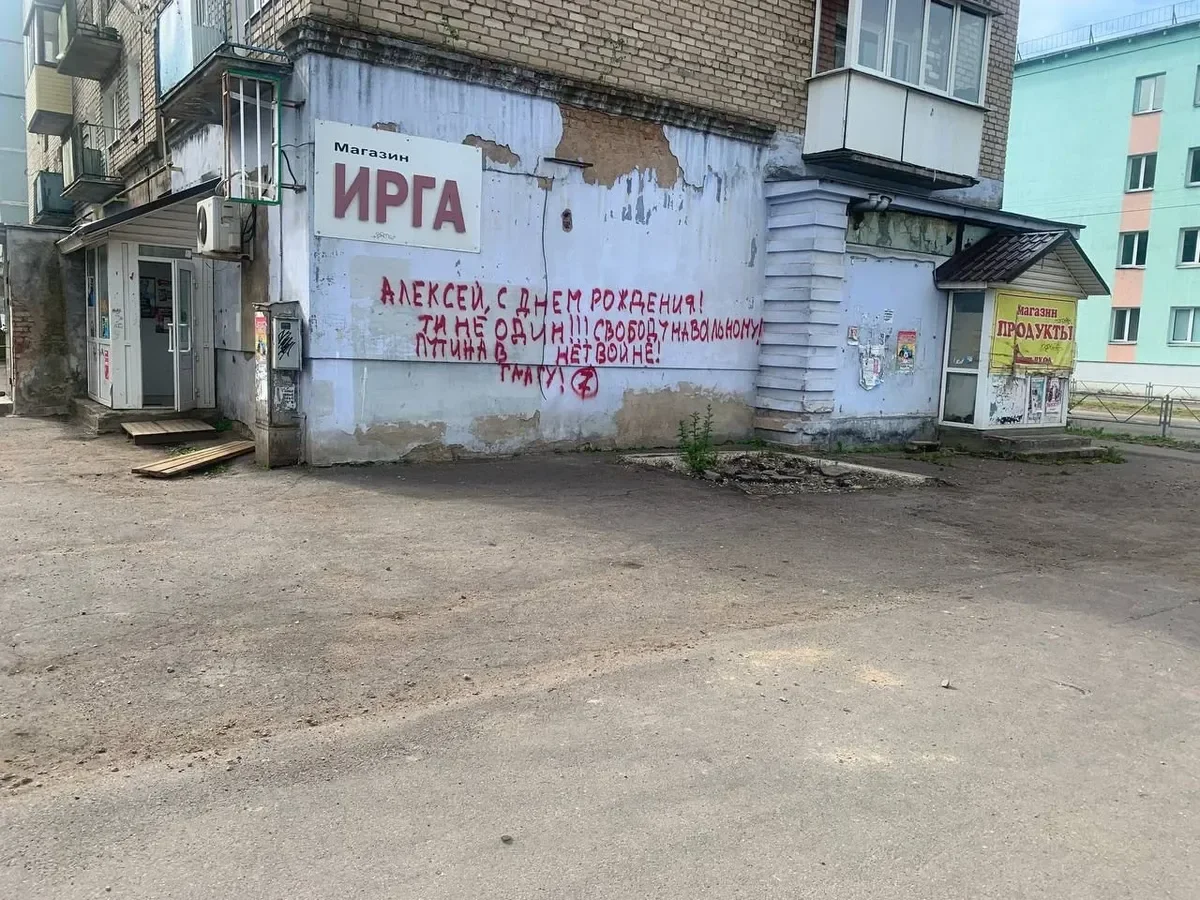 Магазин
ИРГА
АЛЕКСЕЙ, С ДНЕМ РОЖДЕНИЯ!
ТИ НЕ ОДИН!!! СВОБОДУ НАВАЛЬНОМУ!
ПУТИНА В НЕТ ВОЙНЕ!
ГААГУ!
магазин
ПРОДУКТЫ